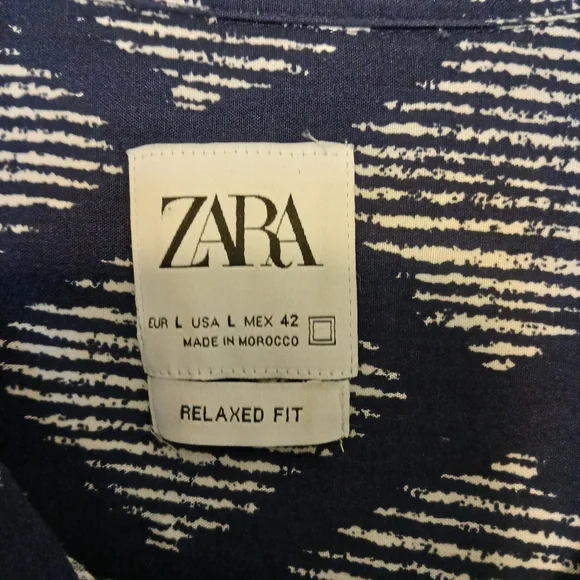 ZARA
EUR L USA L MEX 42
MADE IN MOROCCO
RELAXED FIT